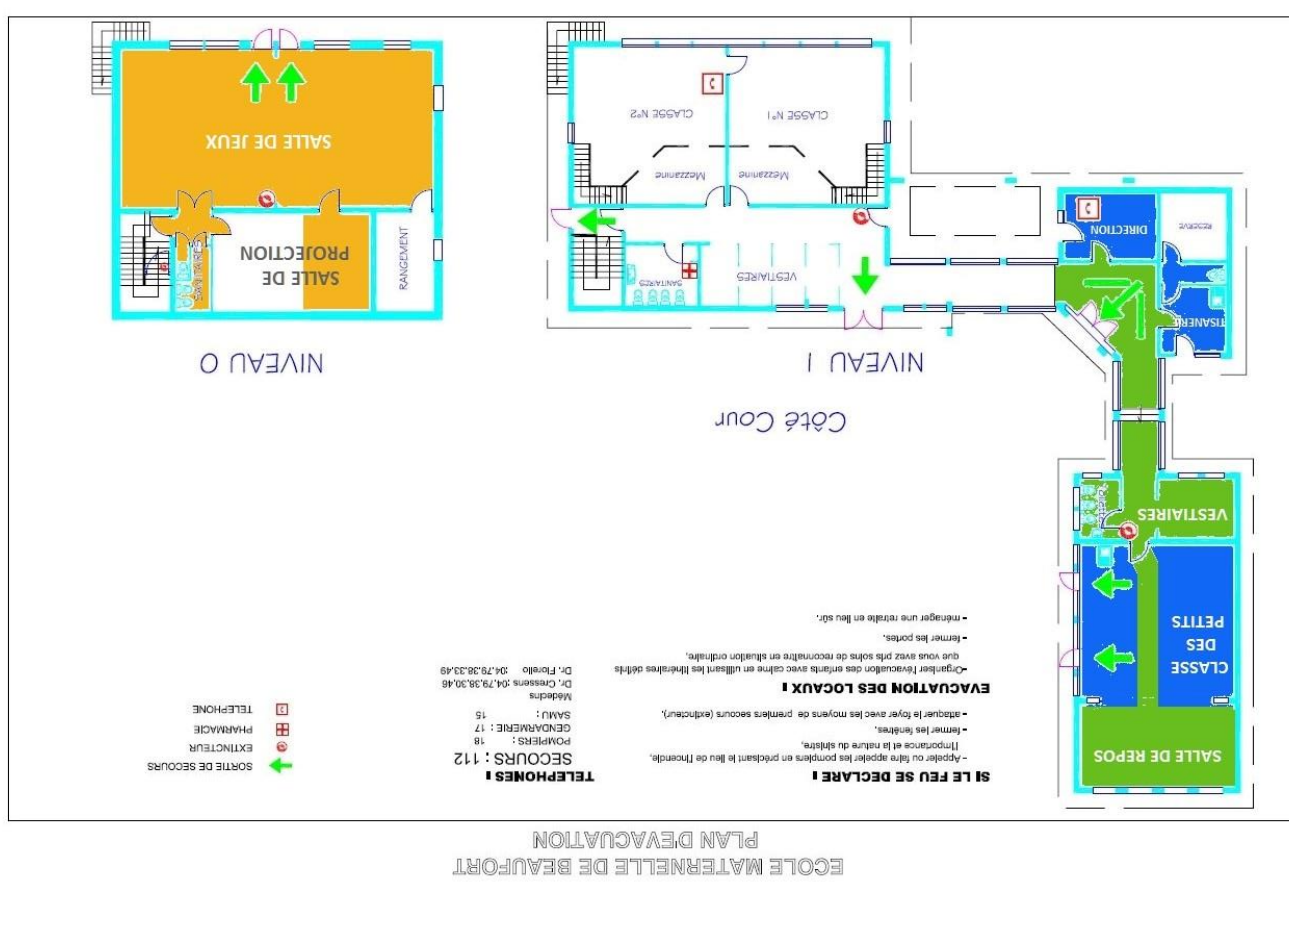 ECOLE MATERNELLE DE BEAUFORT
PLAN D'EVACUATION
SI LE FEU SE DECLARE :
- Appeler ou faire appeler les pompiers en précisant le lieu de l'incendie,
l'importance et la nature du sinistre,
- fermer les fenêtres,
- attaquer le foyer avec les moyens de premiers secours (extincteur),
EVACUATION DES LOCAUX :
-Organiser l'évacuation des enfants avec calme en utilisant les itinéraires définis
que vous avez pris soins de reconnaître en situation ordinaire,
- fermer les portes.
- ménager une retraite en lieu sûr.
TELEPHONES :
SECOURS : 112
POMPIERS : 18
GENDARMERIE : 17
SAMU : 15
Médecins
Dr. Cressens :04,79,38,30,46
Dr. Fiorello :04,79,38,33,49
SORTIE DE SECOURS
EXTINCTEUR
PHARMACIE
TELEPHONE
SALLE DE REPOS
CLASSE
DES
PETITS
VESTIAIRES
Côté Cour
NIVEAU 1
NIVEAU 0
TISANERIE
RESERVE
DIRECTION
VESTIAIRES
SANITAIRES
Mezzanine
Mezzanine
CLASSE N°1
CLASSE N°2
RANGEMENT
SALLE DE
PROJECTION
SANITAIRES
SALLE DE JEUX